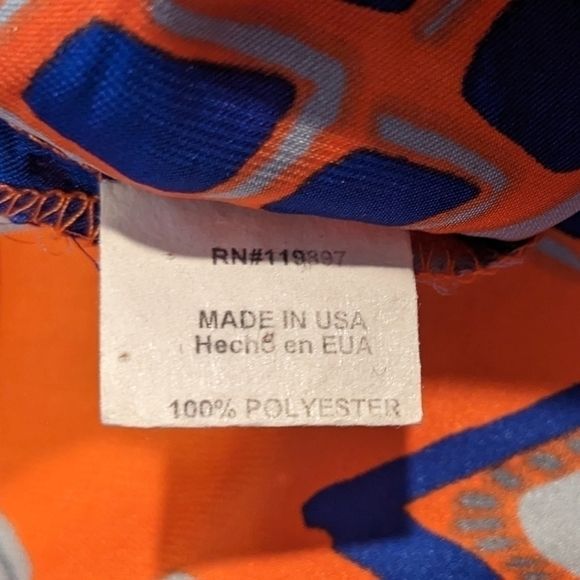 RN#119897
MADE IN USA
Hecho en EUA
100% POLYESTER